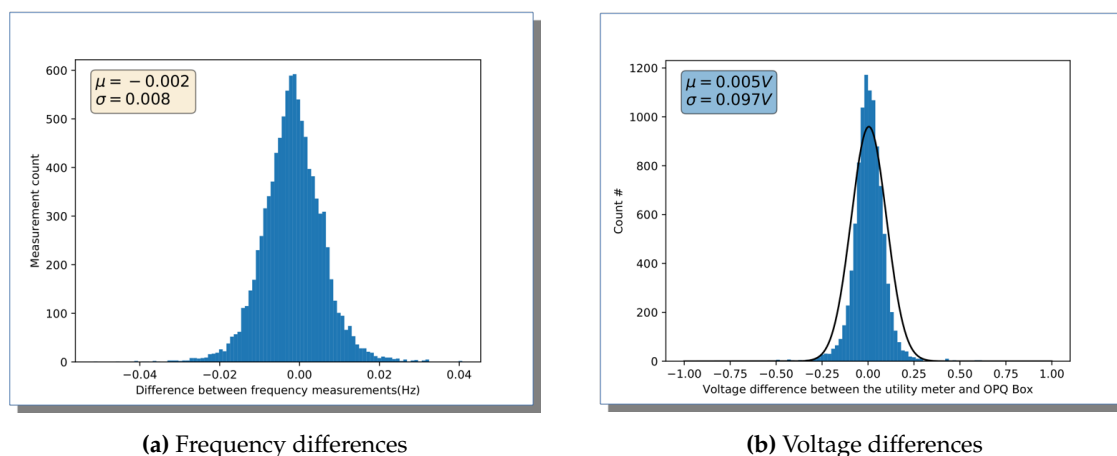 μ = −0.002
σ = 0.008
600
500
400
300
200
100
0
Measurement count
−0.04
−0.02
0.00
0.02
0.04
Difference between frequency measurements(Hz)
(a) Frequency differences
μ = 0.005V
σ = 0.097V
1200
1000
800
600
400
200
0
Count #
−1.00
−0.75
−0.50
−0.25
0.00
0.25
0.50
0.75
1.00
Voltage difference between the utility meter and OPQ Box
(b) Voltage differences